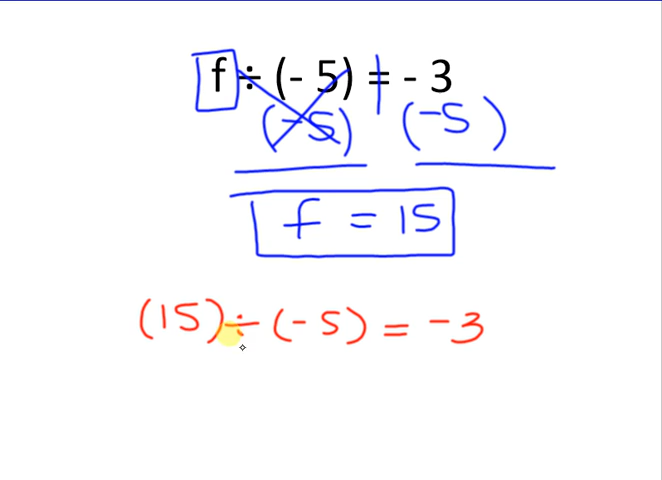 f ÷ (- 5) = - 3
(-5) (-5)
f = 15
(15) ÷ (-5) = -3